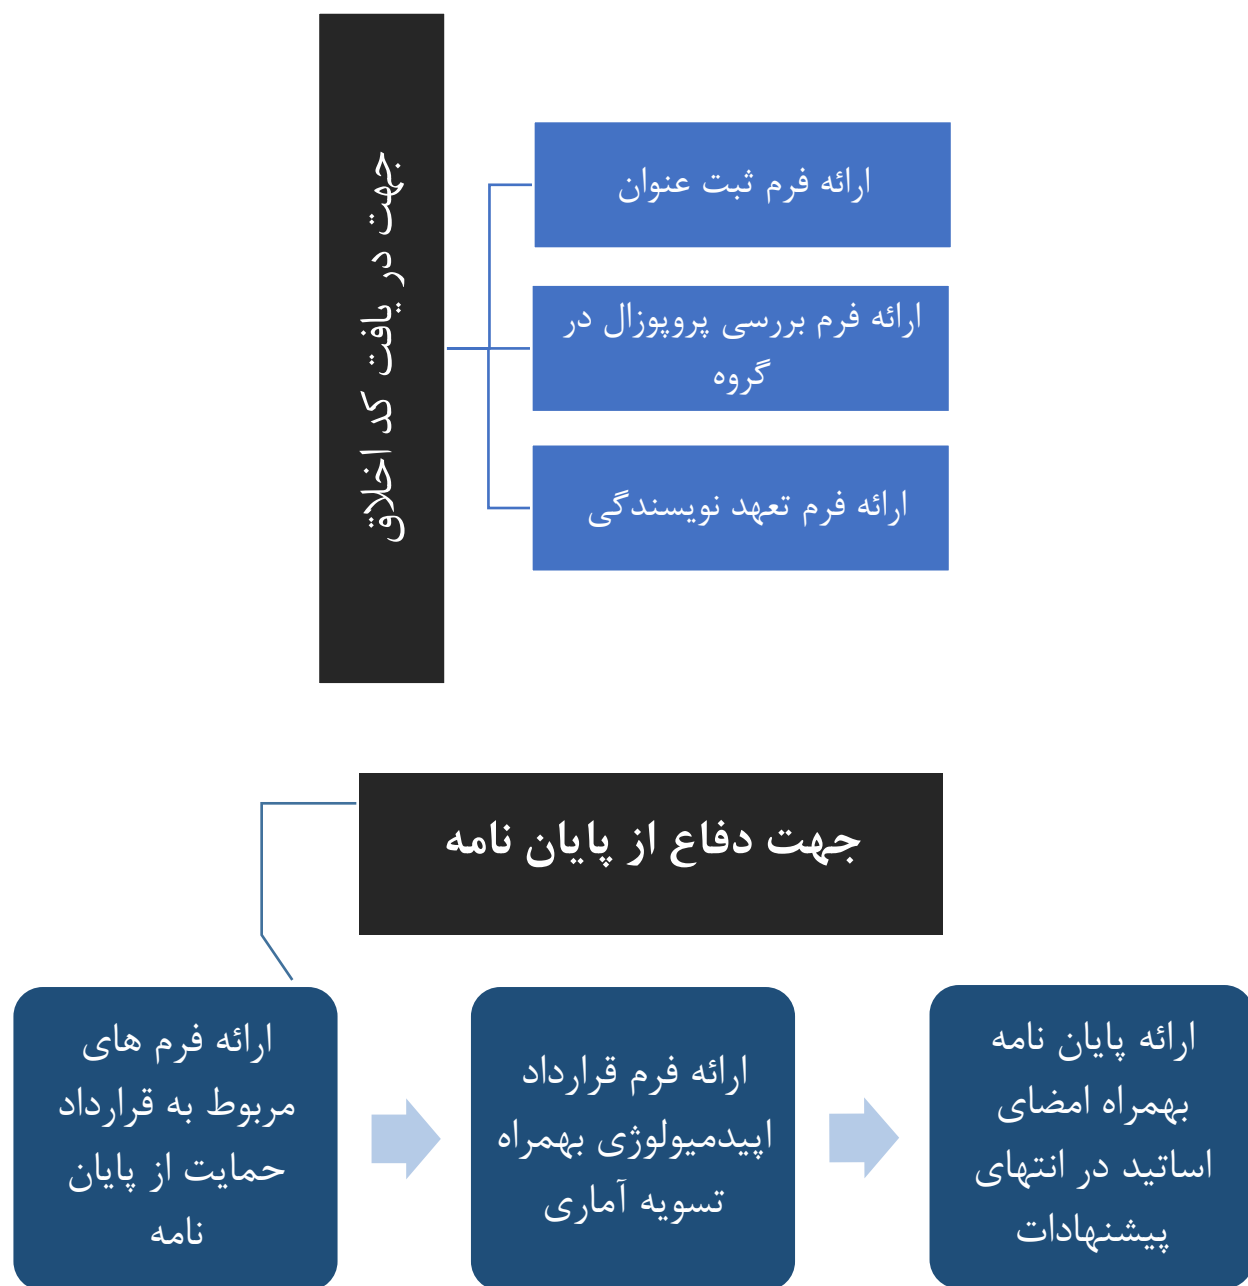 جهت در یافت کد اخلاق
ارائه فرم ثبت عنوان
ارائه فرم بررسی پروپوزال در
گروه
ارائه فرم تعهد نویسندگی
جهت دفاع از پایان نامه
ارائه فرم های
مربوط به قرارداد
حمایت از پایان
نامه
ارائه فرم قرارداد
اپیدمیولوژی بهمراه
تسویه آماری
ارائه پایان نامه
بهمراه امضای
اساتید در انتهای
پیشنهادات